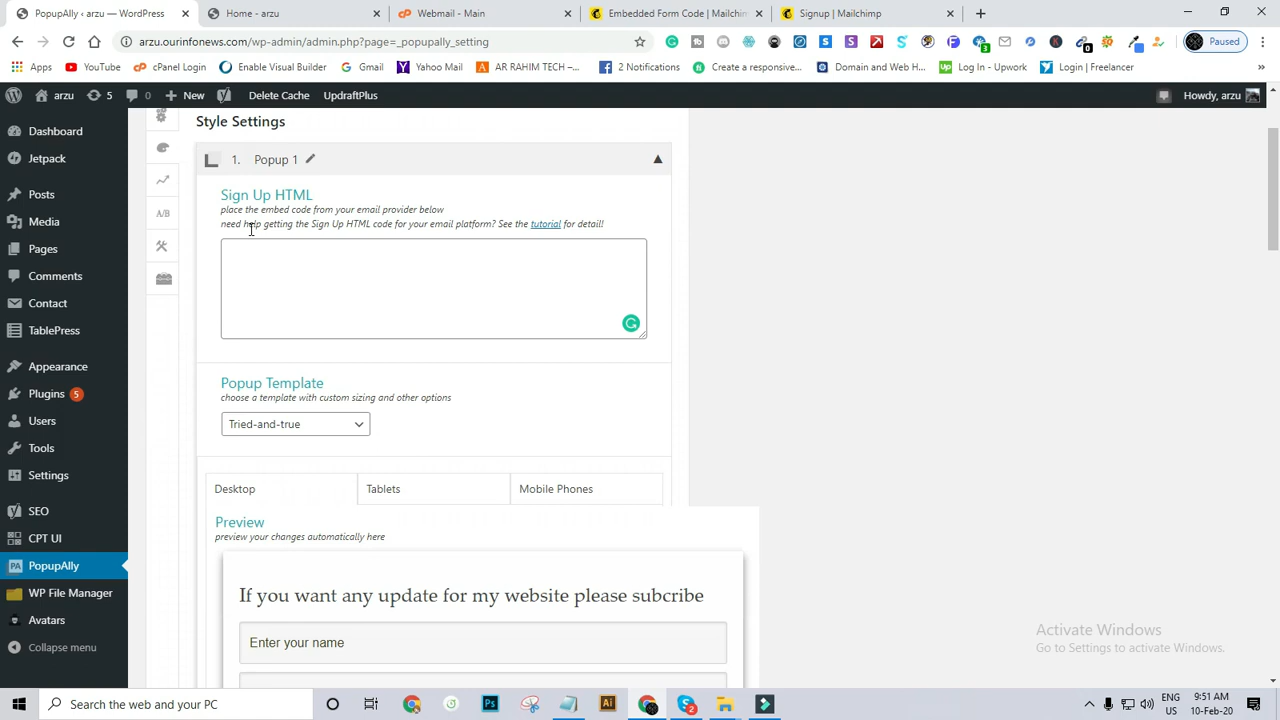 PopupAlly ‹ arzu — WordPress
Home - arzu
Webmail - Main
Embedded Form Code | Mailchim
Signup | Mailchimp
arzu.ourinfonews.com/wp-admin/admin.php?page=_popupally_setting
Paused
Apps
YouTube
cPanel Login
Enable Visual Builder
Gmail
Yahoo Mail
AR RAHIM TECH –...
2 Notifications
Create a responsive...
Domain and Web H...
Log In - Upwork
Login | Freelancer
arzu
5
0
New
Delete Cache
UpdraftPlus
Howdy, arzu
Dashboard
Jetpack
Posts
Media
Pages
Comments
Contact
TablePress
Appearance
Plugins 5
Users
Tools
Settings
SEO
CPT UI
PopupAlly
WP File Manager
Avatars
Collapse menu
A/B
Style Settings
1. Popup 1
Sign Up HTML
place the embed code from your email provider below
need help getting the Sign Up HTML code for your email platform? See the tutorial for detail!
Popup Template
choose a template with custom sizing and other options
Tried-and-true
Desktop
Tablets
Mobile Phones
Preview
preview your changes automatically here
If you want any update for my website please subcribe
Enter your name
Activate Windows
Go to Settings to activate Windows.
Search the web and your PC
ENG
US
9:51 AM
10-Feb-20